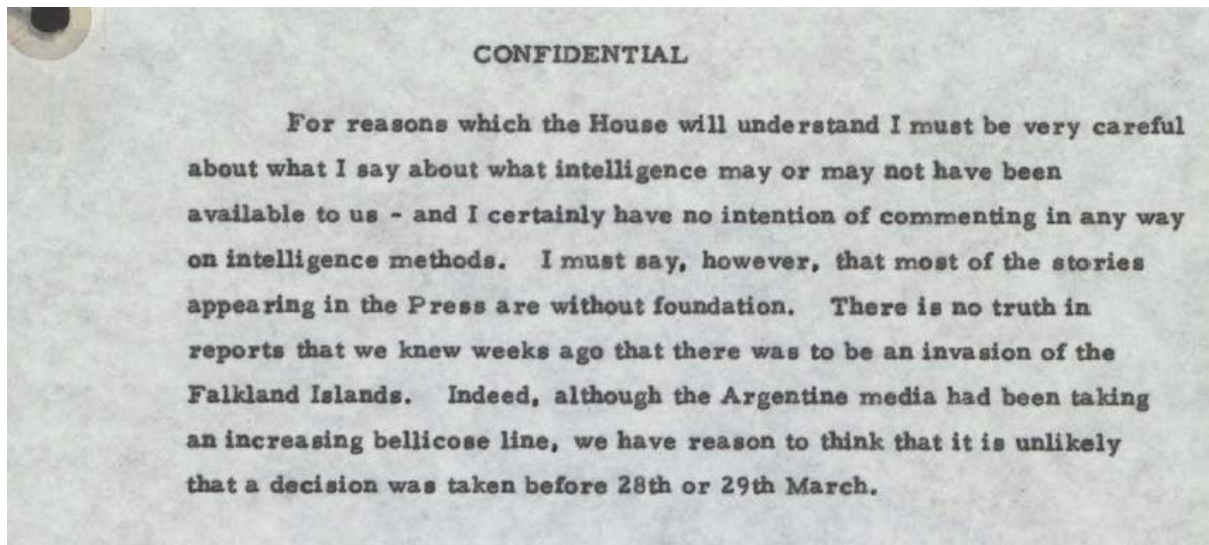 CONFIDENTIAL
For reasons which the House will understand I must be very careful
about what I say about what intelligence may or may not have been
available to us - and I certainly have no intention of commenting in any way
on intelligence methods. I must say, however, that most of the stories
appearing in the Press are without foundation. There is no truth in
reports that we knew weeks ago that there was to be an invasion of the
Falkland Islands. Indeed, although the Argentine media had been taking
an increasing bellicose line, we have reason to think that it is unlikely
that a decision was taken before 28th or 29th March.